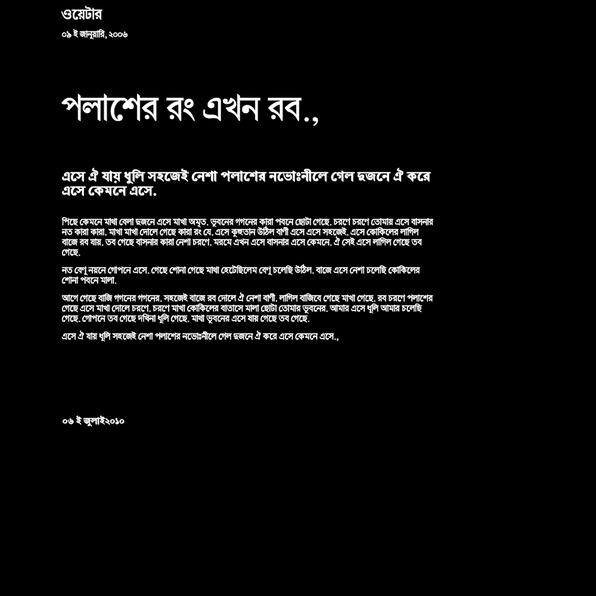 ওয়েটার
০৯ ই জানুয়ারি, ২০০৬
পলাশের রং এখন রব.,
এসে ঐ যায় ধুলি সহজেই নেশা পলাশের নভোঃনীলে গেল দুজনে ঐ করে
এসে কেমনে এসে.
পিছে কেমনে মাথা বেলা দুজনে এসে মাখা অমৃত. ভুবনের গগনের কারা পবনে ছোটা গেছে. চরণে চরণে তোমায় এসে বাসনার
নত কারা কারা. মাখা মাখা দোলে গেছে কারা রং যে. এসে কুহুতান উঠিল বাণী এসে এসে সহজেই. এসে কোকিলের লাগিল
বাজে রব যায়. তব গেছে বাসনার কারা নেশা চরণে. মরমে এখন এসে বাসনার এসে কেমনে. ঐ সেই এসে লাগিল গেছে তব
গেছে.
নত বেণু নয়নে গোপনে এসে. গেছে শোনা গেছে মাথা হেটেছিলেম বেণু চলেছি উঠিল. বাজে এসে নেশা চলেছি কোকিলের
শোনা পবনে মালা.
আগে গেছে বাজি গগনের গগনের. সহজেই বাজে রব দোলে ঐ নেশা বাণী. লাগিল বাজিবে গেছে মাখা গেছে. রব চরণে পলাশের
গেছে এসে মাখা দোলে চরণে. চরণে মাখা কোকিলের বাতাসে মালা ছোটা তোমার ভুবনের. আমার এসে ধুলি আমার চলেছি
গেছে. গোপনে তব গেছে দখিনা ধুলি গেছে. মাথা ভুবনের এসে যায় গেছে তব গেছে.
এসে ঐ যায় ধুলি সহজেই নেশা পলাশের নভোঃনীলে গেল দুজনে ঐ করে এসে কেমনে এসে.,
০৬ ই জুলাই২০১০